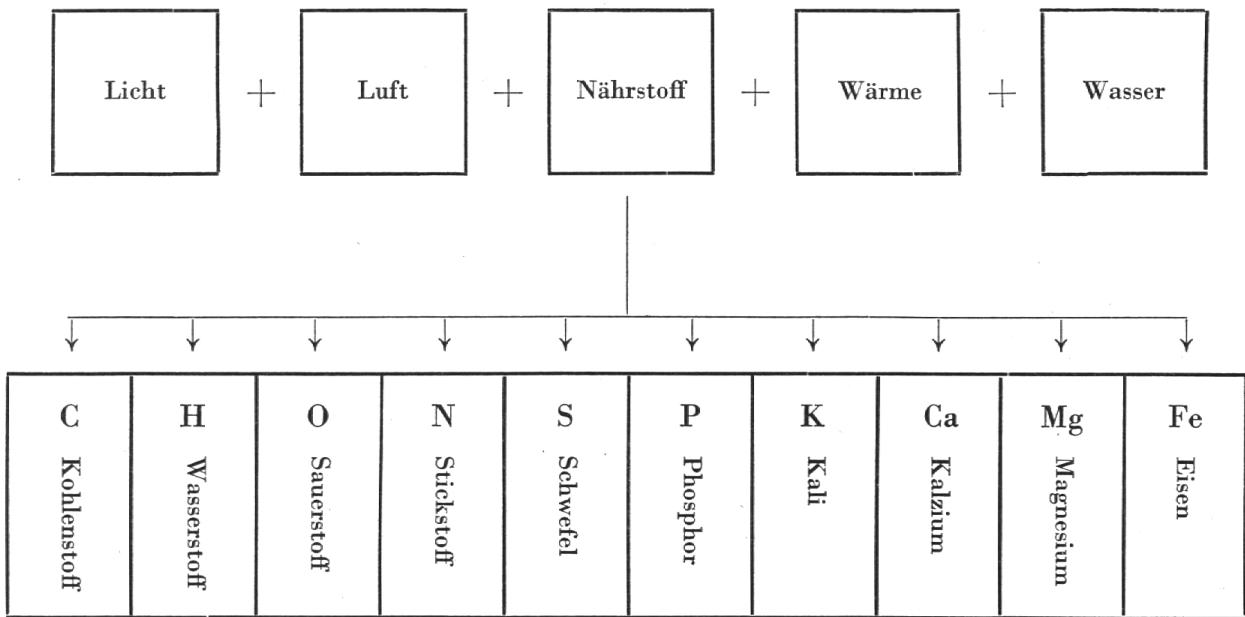 Licht + Luft + Nährstoff + Wärme + Wasser
C H O N S P K Ca Mg Fe
Kohlenstoff Wasserstoff Sauerstoff Stickstoff Schwefel Phosphor Kali Kalzium Magnesium Eisen